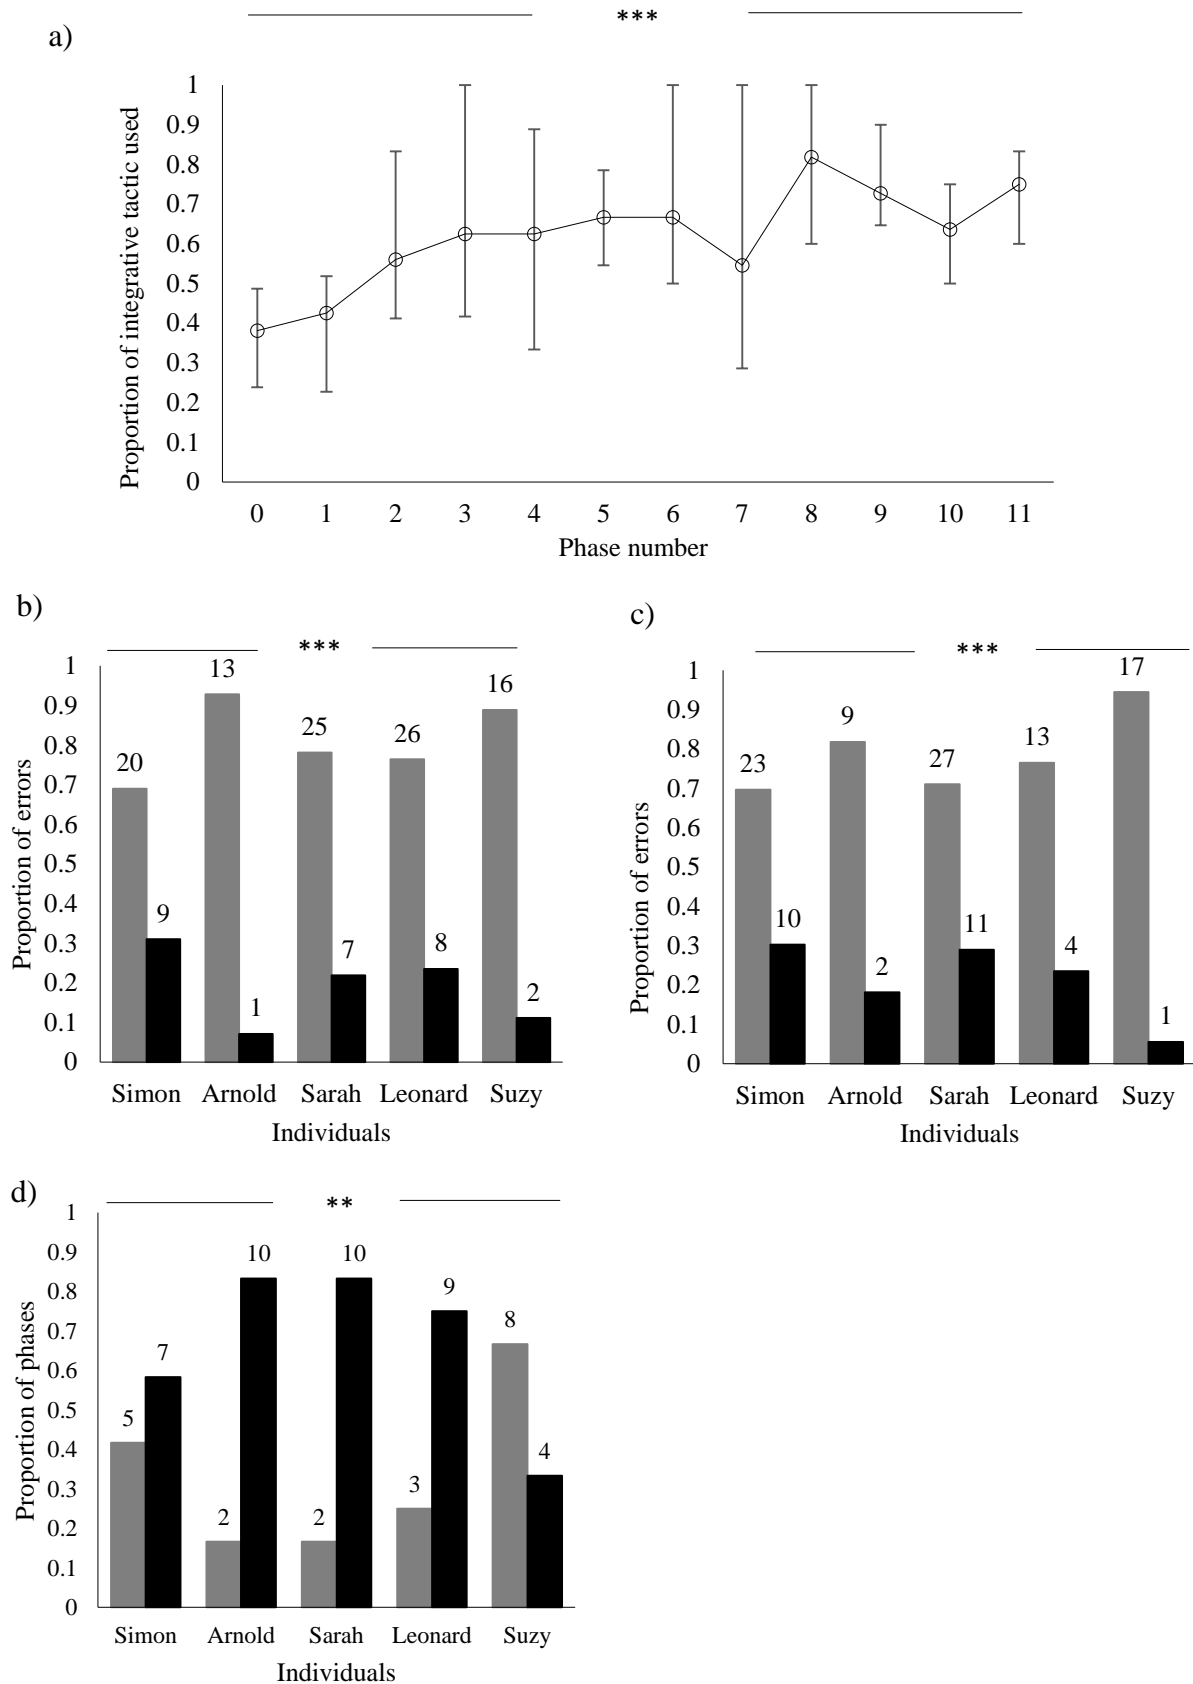 a)
***
Proportion of integrative tactic used
1
0.9
0.8
0.7
0.6
0.5
0.4
0.3
0.2
0.1
0
0 1 2 3 4 5 6 7 8 9 10 11
Phase number
b)
***
Proportion of errors
1
0.9
0.8
0.7
0.6
0.5
0.4
0.3
0.2
0.1
0
20 9 13 1 25 7 26 8 16 2
Simon Arnold Sarah Leonard Suzy
Individuals
c)
***
Proportion of errors
1
0.9
0.8
0.7
0.6
0.5
0.4
0.3
0.2
0.1
0
23 10 9 2 27 11 13 4 17 1
Simon Arnold Sarah Leonard Suzy
Individuals
d)
**
Proportion of phases
1
0.9
0.8
0.7
0.6
0.5
0.4
0.3
0.2
0.1
0
5 7 2 10 2 10 3 9 8 4
Simon Arnold Sarah Leonard Suzy
Individuals